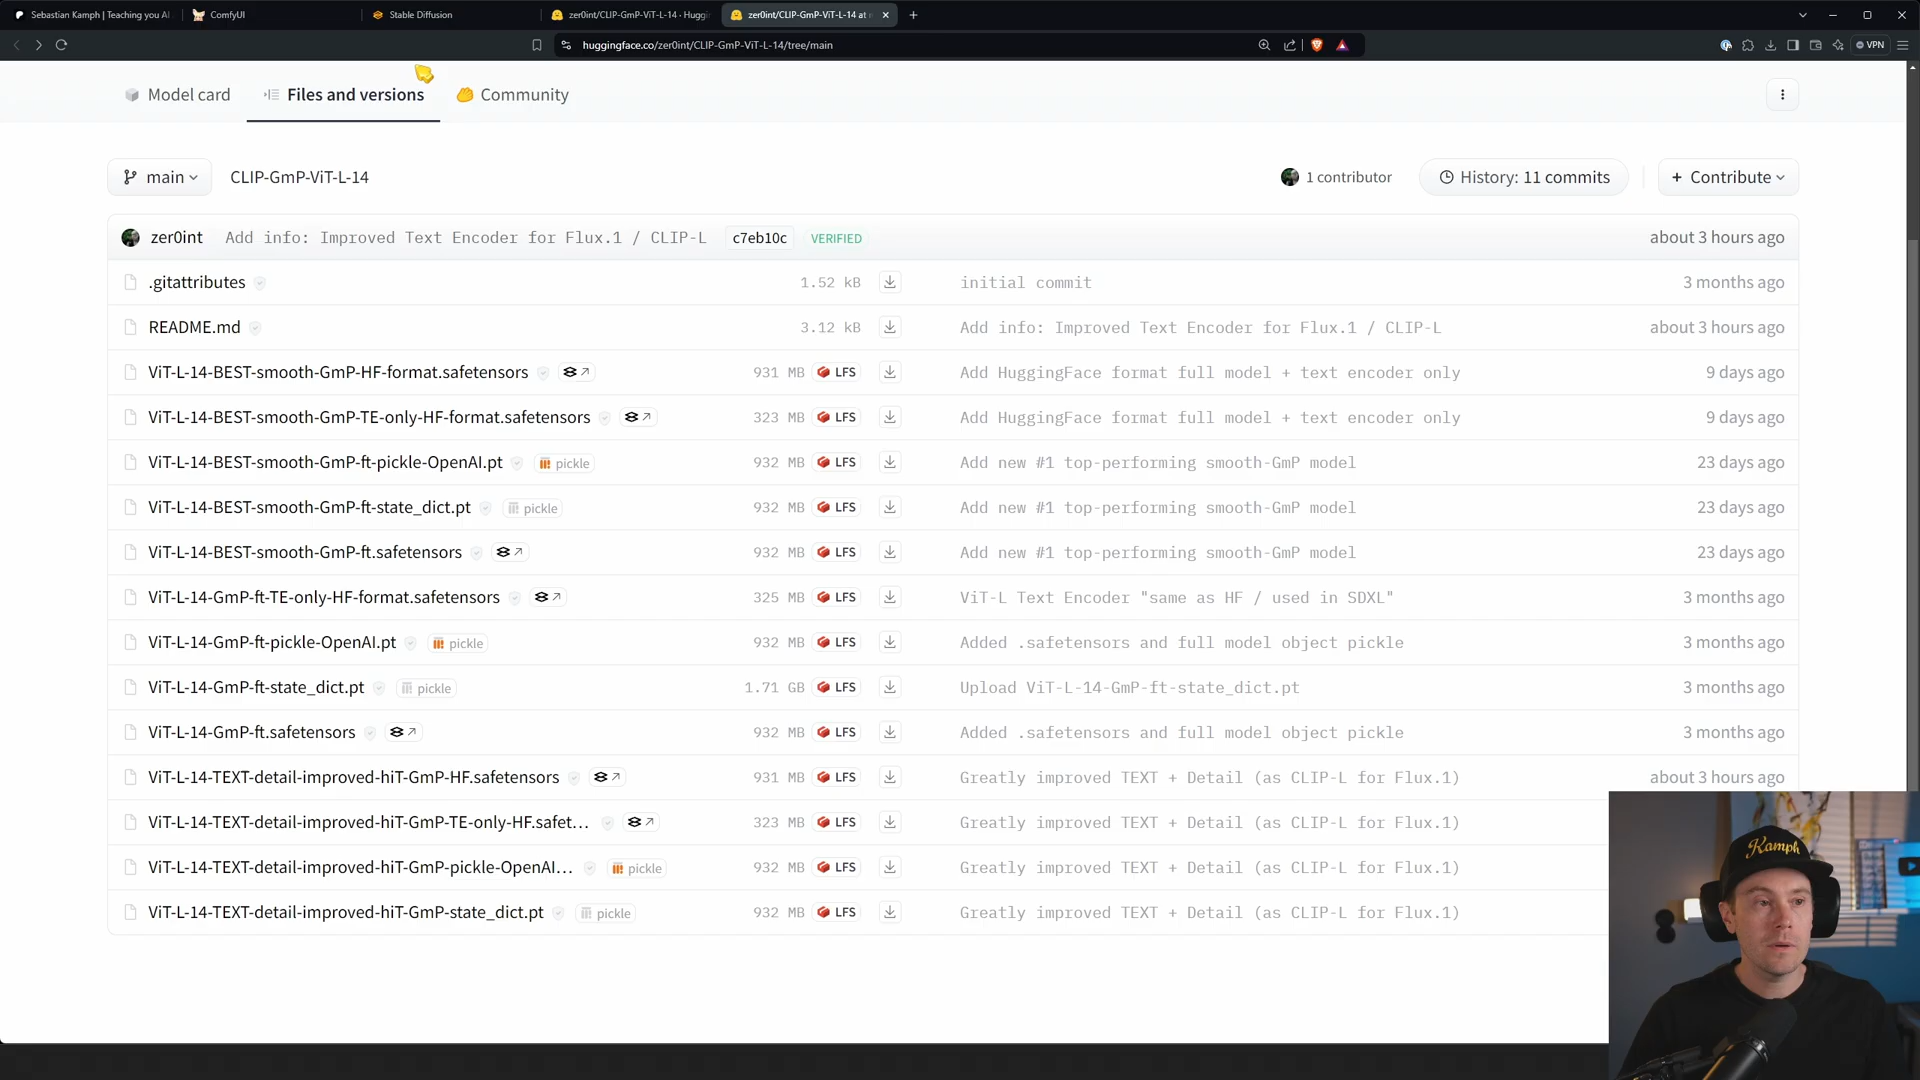 Sebastian Kamph | Teaching you AI
ComfyUI
Stable Diffusion
zer0int/CLIP-GmP-ViT-L-14 · Huggin
zer0int/CLIP-GmP-ViT-L-14 at
huggingface.co/zer0int/CLIP-GmP-ViT-L-14/tree/main
VPN
Model card
Files and versions
Community
main
CLIP-GmP-ViT-L-14
1 contributor
History: 11 commits
+ Contribute
zer0int Add info: Improved Text Encoder for Flux.1 / CLIP-L c7eb10c VERIFIED about 3 hours ago
.gitattributes 1.52 kB initial commit 3 months ago
README.md 3.12 kB Add info: Improved Text Encoder for Flux.1 / CLIP-L about 3 hours ago
ViT-L-14-BEST-smooth-GmP-HF-format.safetensors 931 MB LFS Add HuggingFace format full model + text encoder only 9 days ago
ViT-L-14-BEST-smooth-GmP-TE-only-HF-format.safetensors 323 MB LFS Add HuggingFace format full model + text encoder only 9 days ago
ViT-L-14-BEST-smooth-GmP-ft-pickle-OpenAI.pt pickle 932 MB LFS Add new #1 top-performing smooth-GmP model 23 days ago
ViT-L-14-BEST-smooth-GmP-ft-state_dict.pt pickle 932 MB LFS Add new #1 top-performing smooth-GmP model 23 days ago
ViT-L-14-BEST-smooth-GmP-ft.safetensors 932 MB LFS Add new #1 top-performing smooth-GmP model 23 days ago
ViT-L-14-GmP-ft-TE-only-HF-format.safetensors 325 MB LFS ViT-L Text Encoder "same as HF / used in SDXL" 3 months ago
ViT-L-14-GmP-ft-pickle-OpenAI.pt pickle 932 MB LFS Added .safetensors and full model object pickle 3 months ago
ViT-L-14-GmP-ft-state_dict.pt pickle 1.71 GB LFS Upload ViT-L-14-GmP-ft-state_dict.pt 3 months ago
ViT-L-14-GmP-ft.safetensors 932 MB LFS Added .safetensors and full model object pickle 3 months ago
ViT-L-14-TEXT-detail-improved-hiT-GmP-HF.safetensors 931 MB LFS Greatly improved TEXT + Detail (as CLIP-L for Flux.1) about 3 hours ago
ViT-L-14-TEXT-detail-improved-hiT-GmP-TE-only-HF.safet... 323 MB LFS Greatly improved TEXT + Detail (as CLIP-L for Flux.1)
ViT-L-14-TEXT-detail-improved-hiT-GmP-pickle-OpenAI... pickle 932 MB LFS Greatly improved TEXT + Detail (as CLIP-L for Flux.1)
ViT-L-14-TEXT-detail-improved-hiT-GmP-state_dict.pt pickle 932 MB LFS Greatly improved TEXT + Detail (as CLIP-L for Flux.1)
Kamph